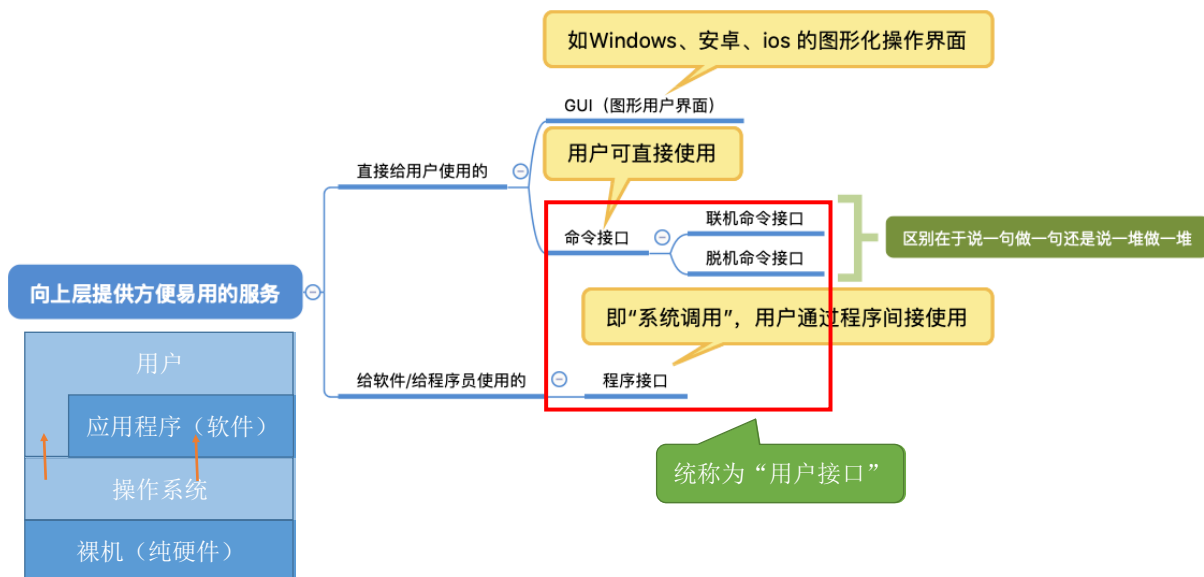 如Windows、安卓、ios 的图形化操作界面
GUI（图形用户界面）
用户可直接使用
直接给用户使用的
联机命令接口
命令接口
区别在于说一句做一句还是说一堆做一堆
脱机命令接口
向上层提供方便易用的服务
即“系统调用”，用户通过程序间接使用
用户
给软件/给程序员使用的
程序接口
应用程序（软件）
统称为“用户接口”
操作系统
裸机（纯硬件）